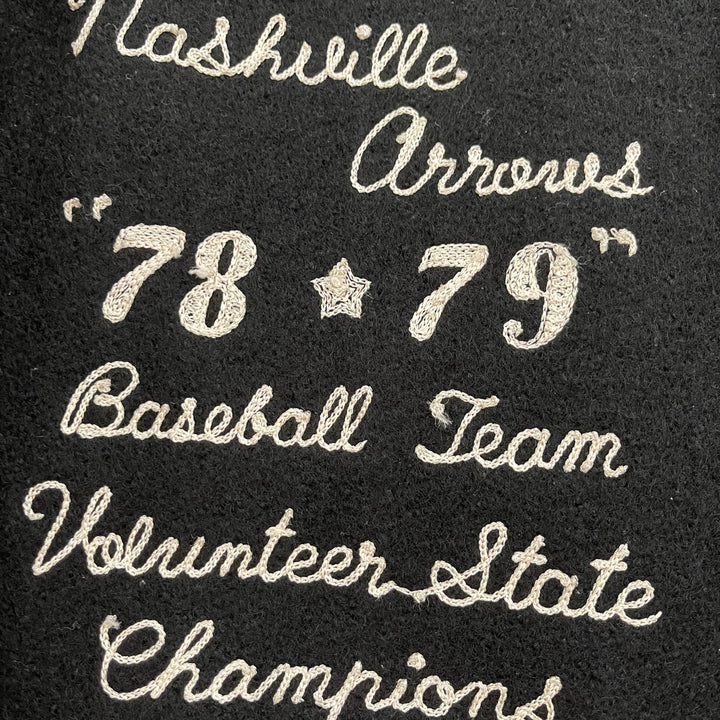 Nashville
Arrows
"78 ★ 79"
Baseball Team
Volunteer State
Champions